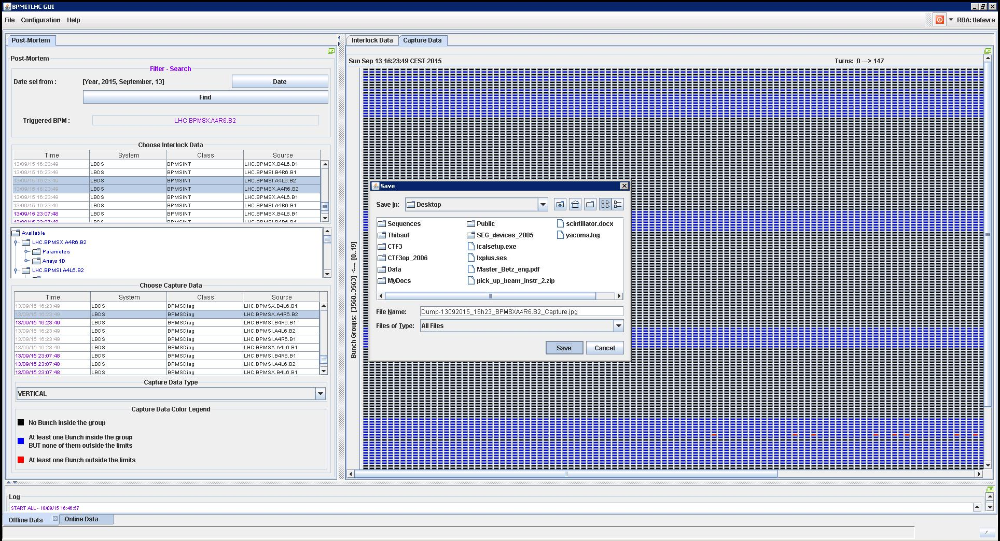 BPMITLHC GUI
File Configuration Help
RBA: tlefevre
Post-Mortem
Post-Mortem
Filter - Search
Date sel from : [Year, 2015, September, 13] Date
Find
Triggered BPM : LHC.BPMSX.A4R6.B2
Choose Interlock Data
Time System Class Source
13/09/15 16:23:49 LBDS BPMSINT LHC.BPMSX.B4L6.B1
13/09/15 16:23:49 LBDS BPMSINT LHC.BPMSI.B4R6.B1
13/09/15 16:23:49 LBDS BPMSINT LHC.BPMSI.A4L6.B2
13/09/15 16:23:49 LBDS BPMSINT LHC.BPMSX.A4R6.B2
13/09/15 16:23:49 LBDS BPMSINT LHC.BPMSX.A4L6.B1
13/09/15 16:23:49 LBDS BPMSINT LHC.BPMSI.A4R6.B1
13/09/15 23:07:48 LBDS BPMSINT LHC.BPMSX.B4L6.B1
Available
LHC.BPMSX.A4R6.B2
Parameters
Arrays 1D
LHC.BPMSI.A4L6.B2
Choose Capture Data
Time System Class Source
13/09/15 16:23:49 LBDS BPMSDiag LHC.BPMSX.B4L6.B1
13/09/15 16:23:49 LBDS BPMSDiag LHC.BPMSX.A4R6.B2
13/09/15 16:23:49 LBDS BPMSDiag LHC.BPMSI.B4R6.B1
13/09/15 16:23:49 LBDS BPMSDiag LHC.BPMSI.A4L6.B2
13/09/15 16:23:49 LBDS BPMSDiag LHC.BPMSI.A4R6.B1
13/09/15 16:23:49 LBDS BPMSDiag LHC.BPMSX.A4L6.B1
13/09/15 23:07:48 LBDS BPMSDiag LHC.BPMSI.B4R6.B1
13/09/15 23:07:48 LBDS BPMSDiag LHC.BPMSI.A4L6.B2
13/09/15 23:07:48 LBDS BPMSDiag LHC.BPMSX.B4L6.B1
Capture Data Type
VERTICAL
Capture Data Color Legend
No Bunch inside the group
At least one Bunch inside the group
BUT none of them outside the limits
At least one Bunch outside the limits
Interlock Data Capture Data
Sun Sep 13 16:23:49 CEST 2015 Turns: 0 ---> 147
Bunch Groups: [3560..3563] <--- [0..19]
Save
Save In: Desktop
Sequences Public scintillator.docx
Thibaut SEG_devices_2005 yacoma.log
CTF3 icalsetup.exe
CTF3op_2006 lxplus.ses
Data Master_Betz_eng.pdf
MyDocs pick_up_beam_instr_2.zip
File Name: Dump-13092015_16h23_BPMSXA4R6.B2_Capture.jpg
Files of Type: All Files
Save Cancel
Log
START ALL - 18/09/15 16:46:57
Offline Data Online Data